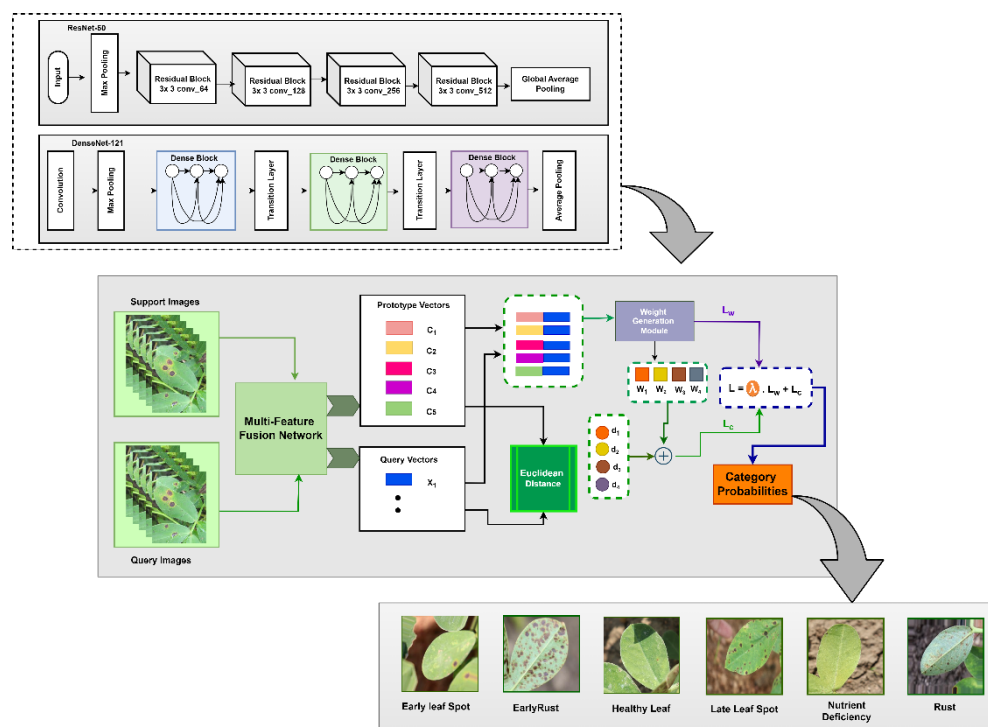 ResNet-50
Input
Max Pooling
Residual Block
3x 3 conv_64
Residual Block
3x 3 conv_128
Residual Block
3x 3 conv_256
Residual Block
3x 3 conv_512
Global Average
Pooling
DenseNet-121
Convolution
Max Pooling
Dense Block
Transition Layer
Dense Block
Transition Layer
Dense Block
Average Pooling
Support Images
Query Images
Multi-Feature
Fusion Network
Prototype Vectors
C1
C2
C3
C4
C5
Query Vectors
X1
Euclidean
Distance
Weight
Generation
Module
W1 W2 W3 W4
d1
d2
d3
d4
LW
LC
L = λ . LW + LC
Category
Probabilities
Early leaf Spot
EarlyRust
Healthy Leaf
Late Leaf Spot
Nutrient
Deficiency
Rust